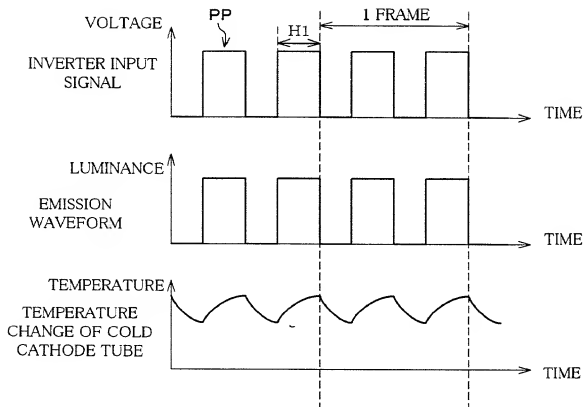 PP
VOLTAGE
H1
1 FRAME
INVERTER INPUT
SIGNAL
TIME
LUMINANCE
EMISSION
WAVEFORM
TIME
TEMPERATURE
TEMPERATURE
CHANGE OF COLD
CATHODE TUBE
TIME